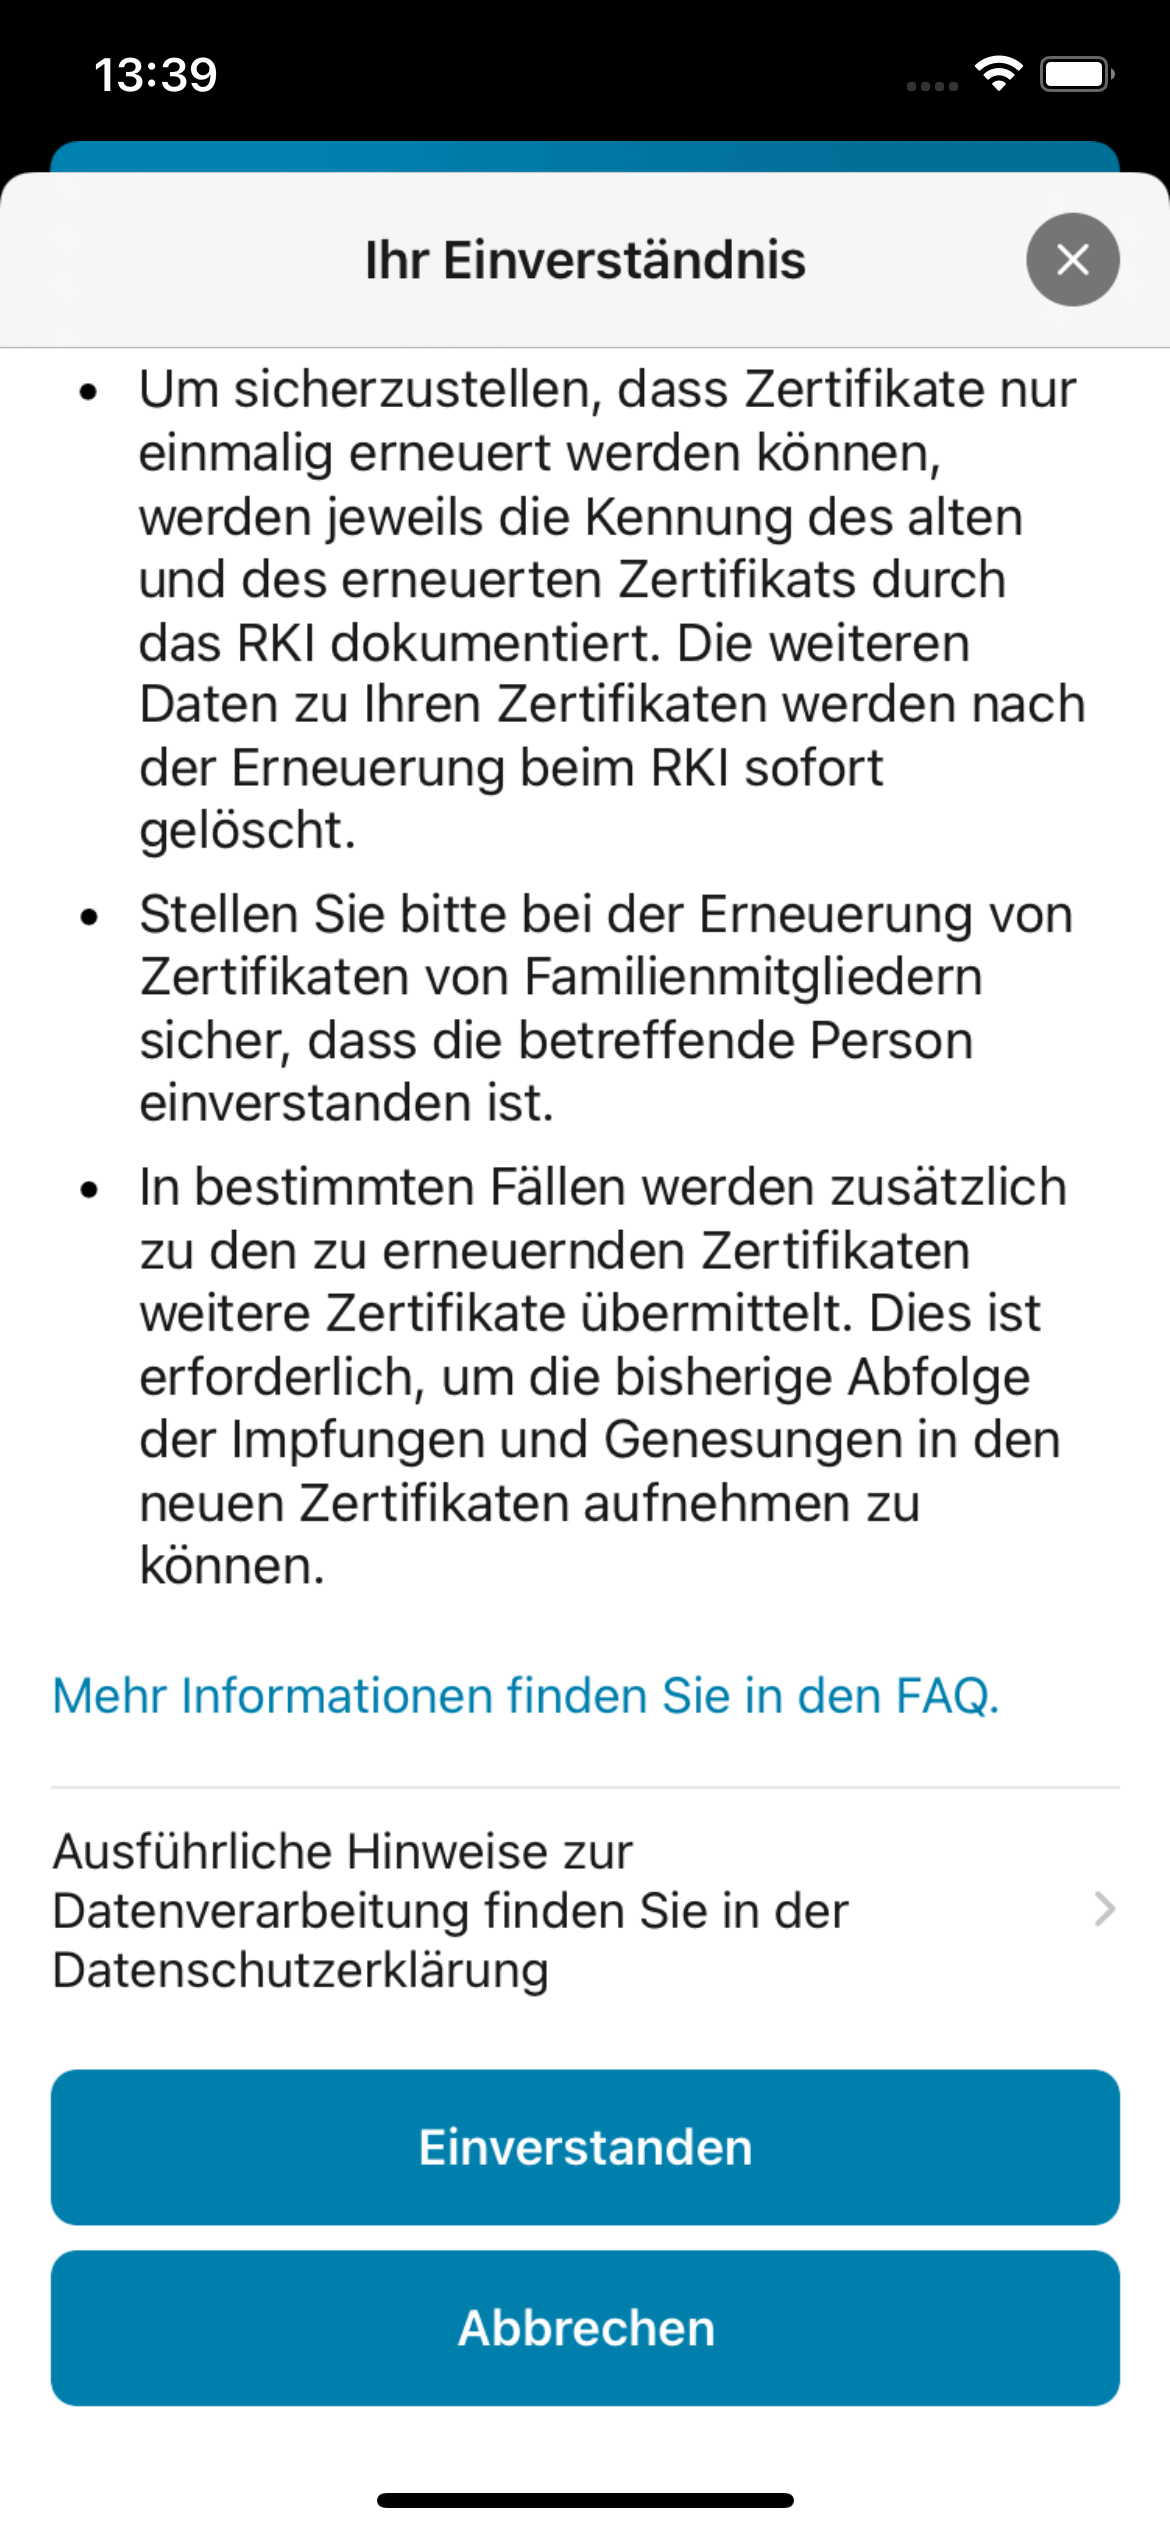 13:39
Ihr Einverständnis
• Um sicherzustellen, dass Zertifikate nur
einmalig erneuert werden können,
werden jeweils die Kennung des alten
und des erneuerten Zertifikats durch
das RKI dokumentiert. Die weiteren
Daten zu Ihren Zertifikaten werden nach
der Erneuerung beim RKI sofort
gelöscht.
• Stellen Sie bitte bei der Erneuerung von
Zertifikaten von Familienmitgliedern
sicher, dass die betreffende Person
einverstanden ist.
• In bestimmten Fällen werden zusätzlich
zu den zu erneuernden Zertifikaten
weitere Zertifikate übermittelt. Dies ist
erforderlich, um die bisherige Abfolge
der Impfungen und Genesungen in den
neuen Zertifikaten aufnehmen zu
können.
Mehr Informationen finden Sie in den FAQ.
Ausführliche Hinweise zur
Datenverarbeitung finden Sie in der
Datenschutzerklärung
Einverstanden
Abbrechen